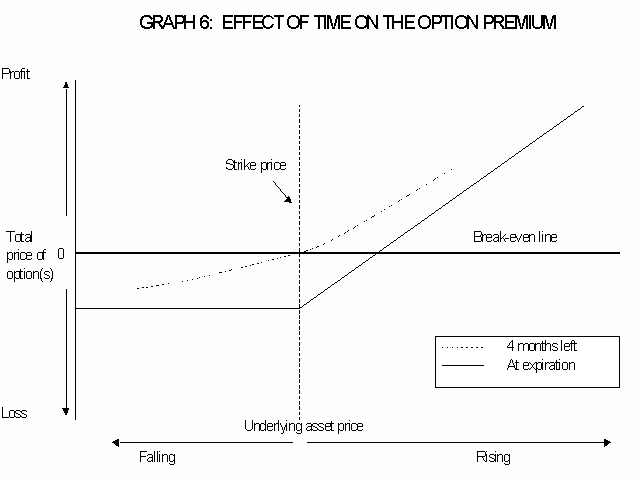 GRAPH 6: EFFECT OF TIME ON THE OPTION PREMIUM
Profit
Strike price
Total
price of 0
option(s)
Break-even line
4 months left
At expiration
Loss
Underlying asset price
Falling
Rising